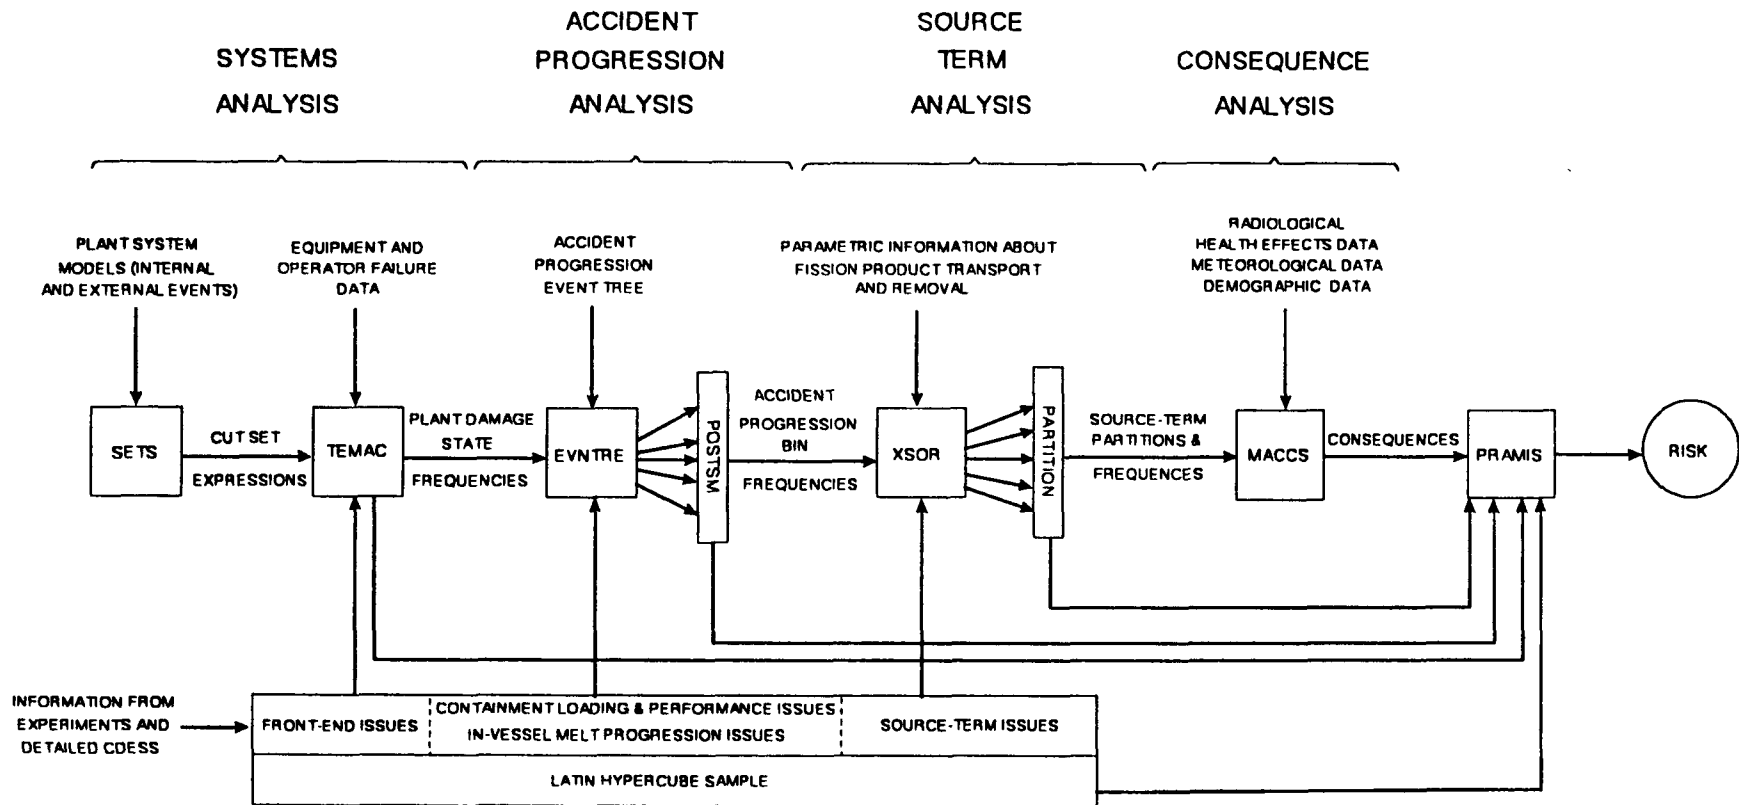 SYSTEMS
ANALYSIS
ACCIDENT
PROGRESSION
ANALYSIS
SOURCE
TERM
ANALYSIS
CONSEQUENCE
ANALYSIS
PLANT SYSTEM
MODELS (INTERNAL
AND EXTERNAL EVENTS)
EQUIPMENT AND
OPERATOR FAILURE
DATA
ACCIDENT
PROGRESSION
EVENT TREE
PARAMETRIC INFORMATION ABOUT
FISSION PRODUCT TRANSPORT
AND REMOVAL
RADIOLOGICAL
HEALTH EFFECTS DATA
METEOROLOGICAL DATA
DEMOGRAPHIC DATA
SETS
CUT SET
EXPRESSIONS
TEMAC
PLANT DAMAGE
STATE
FREQUENCIES
EVNTRE
POSTSM
ACCIDENT
PROGRESSION
BIN
FREQUENCIES
XSOR
PARTITION
SOURCE-TERM
PARTITIONS &
FREQUENCES
MACCS
CONSEQUENCES
PRAMIS
RISK
INFORMATION FROM
EXPERIMENTS AND
DETAILED CDESS
FRONT-END ISSUES
CONTAINMENT LOADING & PERFORMANCE ISSUES
IN-VESSEL MELT PROGRESSION ISSUES
SOURCE-TERM ISSUES
LATIN HYPERCUBE SAMPLE